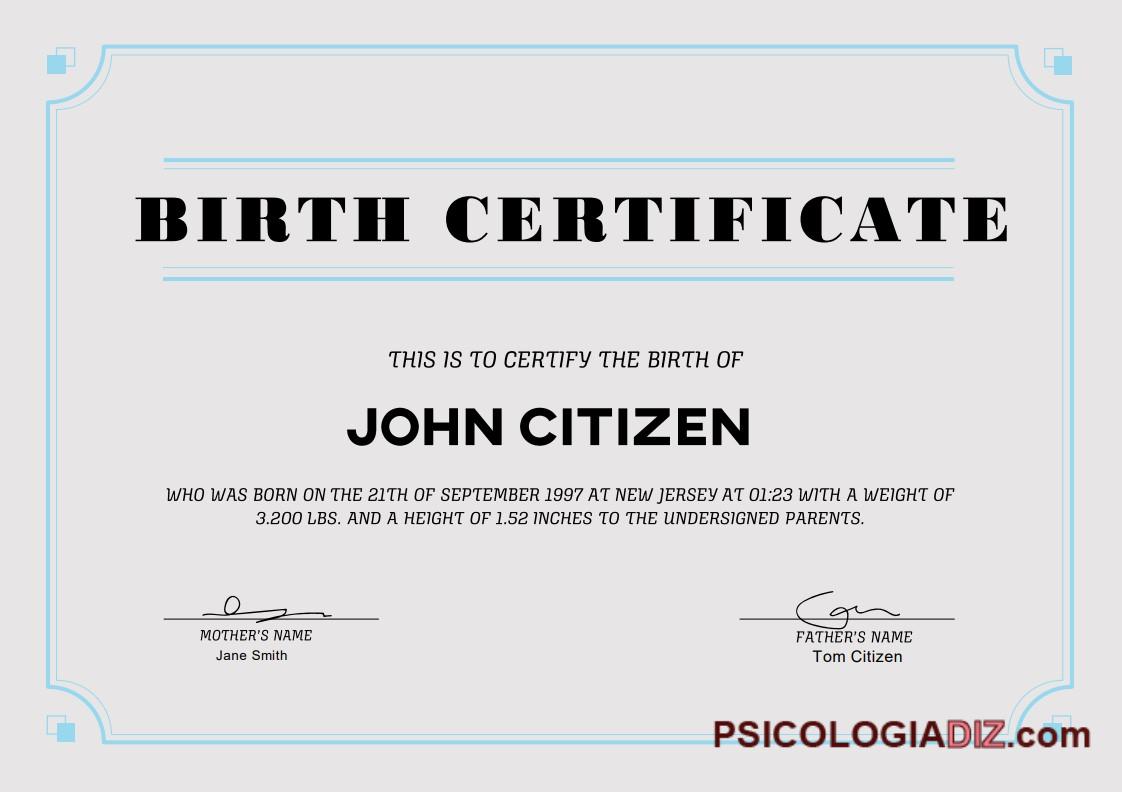 BIRTH CERTIFICATE
THIS IS TO CERTIFY THE BIRTH OF
JOHN CITIZEN
WHO WAS BORN ON THE 21TH OF SEPTEMBER 1997 AT NEW JERSEY AT 01:23 WITH A WEIGHT OF
3.200 LBS. AND A HEIGHT OF 1.52 INCHES TO THE UNDERSIGNED PARENTS.
MOTHER'S NAME
Jane Smith
FATHER'S NAME
Tom Citizen
PSICOLOGIADIZ.com